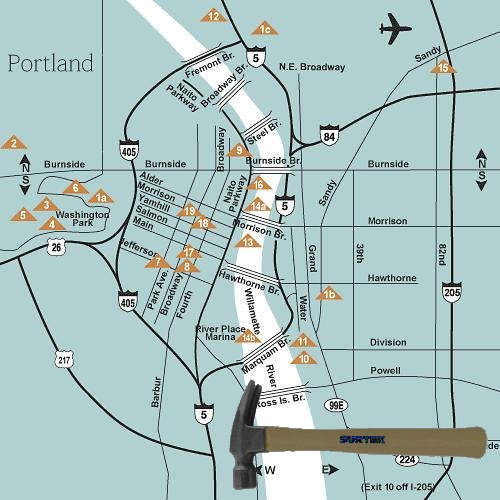 12
1c
Sandy
5
Fremont Br.
Portland
Broadway Br.
N.E. Broadway
15
Naito
Parkway
Steel Br.
84
2
405
Broadway
9
N
S
Burnside
Burnside
Burnside Br.
Burnside
N
S
Alder
Morrison
Yamhill
Salmon
Main
6
1a
3
5
4
Washington
Park
Naito
Parkway
16
14a
5
Sandy
19
18
Morrison Br.
Morrison
13
26
Jefferson
7
17
8
Grand
39th
82nd
Hawthorne Br.
Hawthorne
Park Ave.
Broadway
Fourth
405
Willamette
River
Water
1b
205
River Place
Marina
14b
Marquam Br.
11
10
Division
217
Powell
Barbur
5
Ross Is. Br.
99E
SUNTEK
224
W
E
(Exit 10 off I-205)